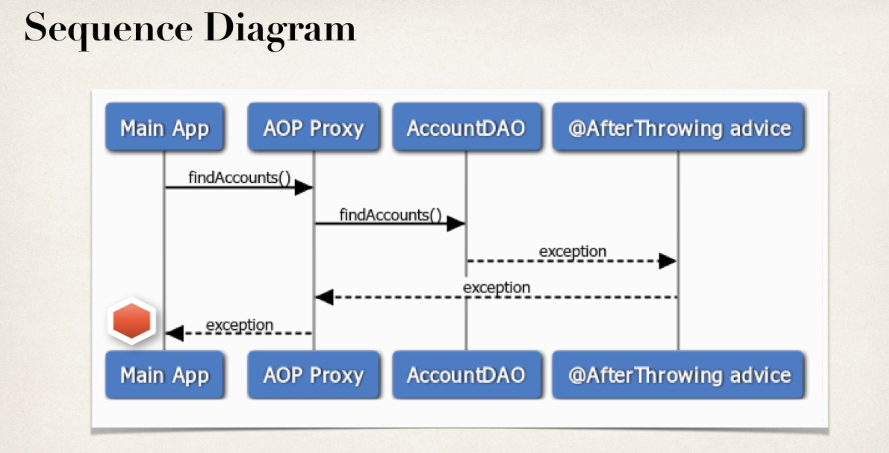 Sequence Diagram
Main App
AOP Proxy
AccountDAO
@AfterThrowing advice
findAccounts()
findAccounts()
exception
exception
exception
Main App
AOP Proxy
AccountDAO
@AfterThrowing advice